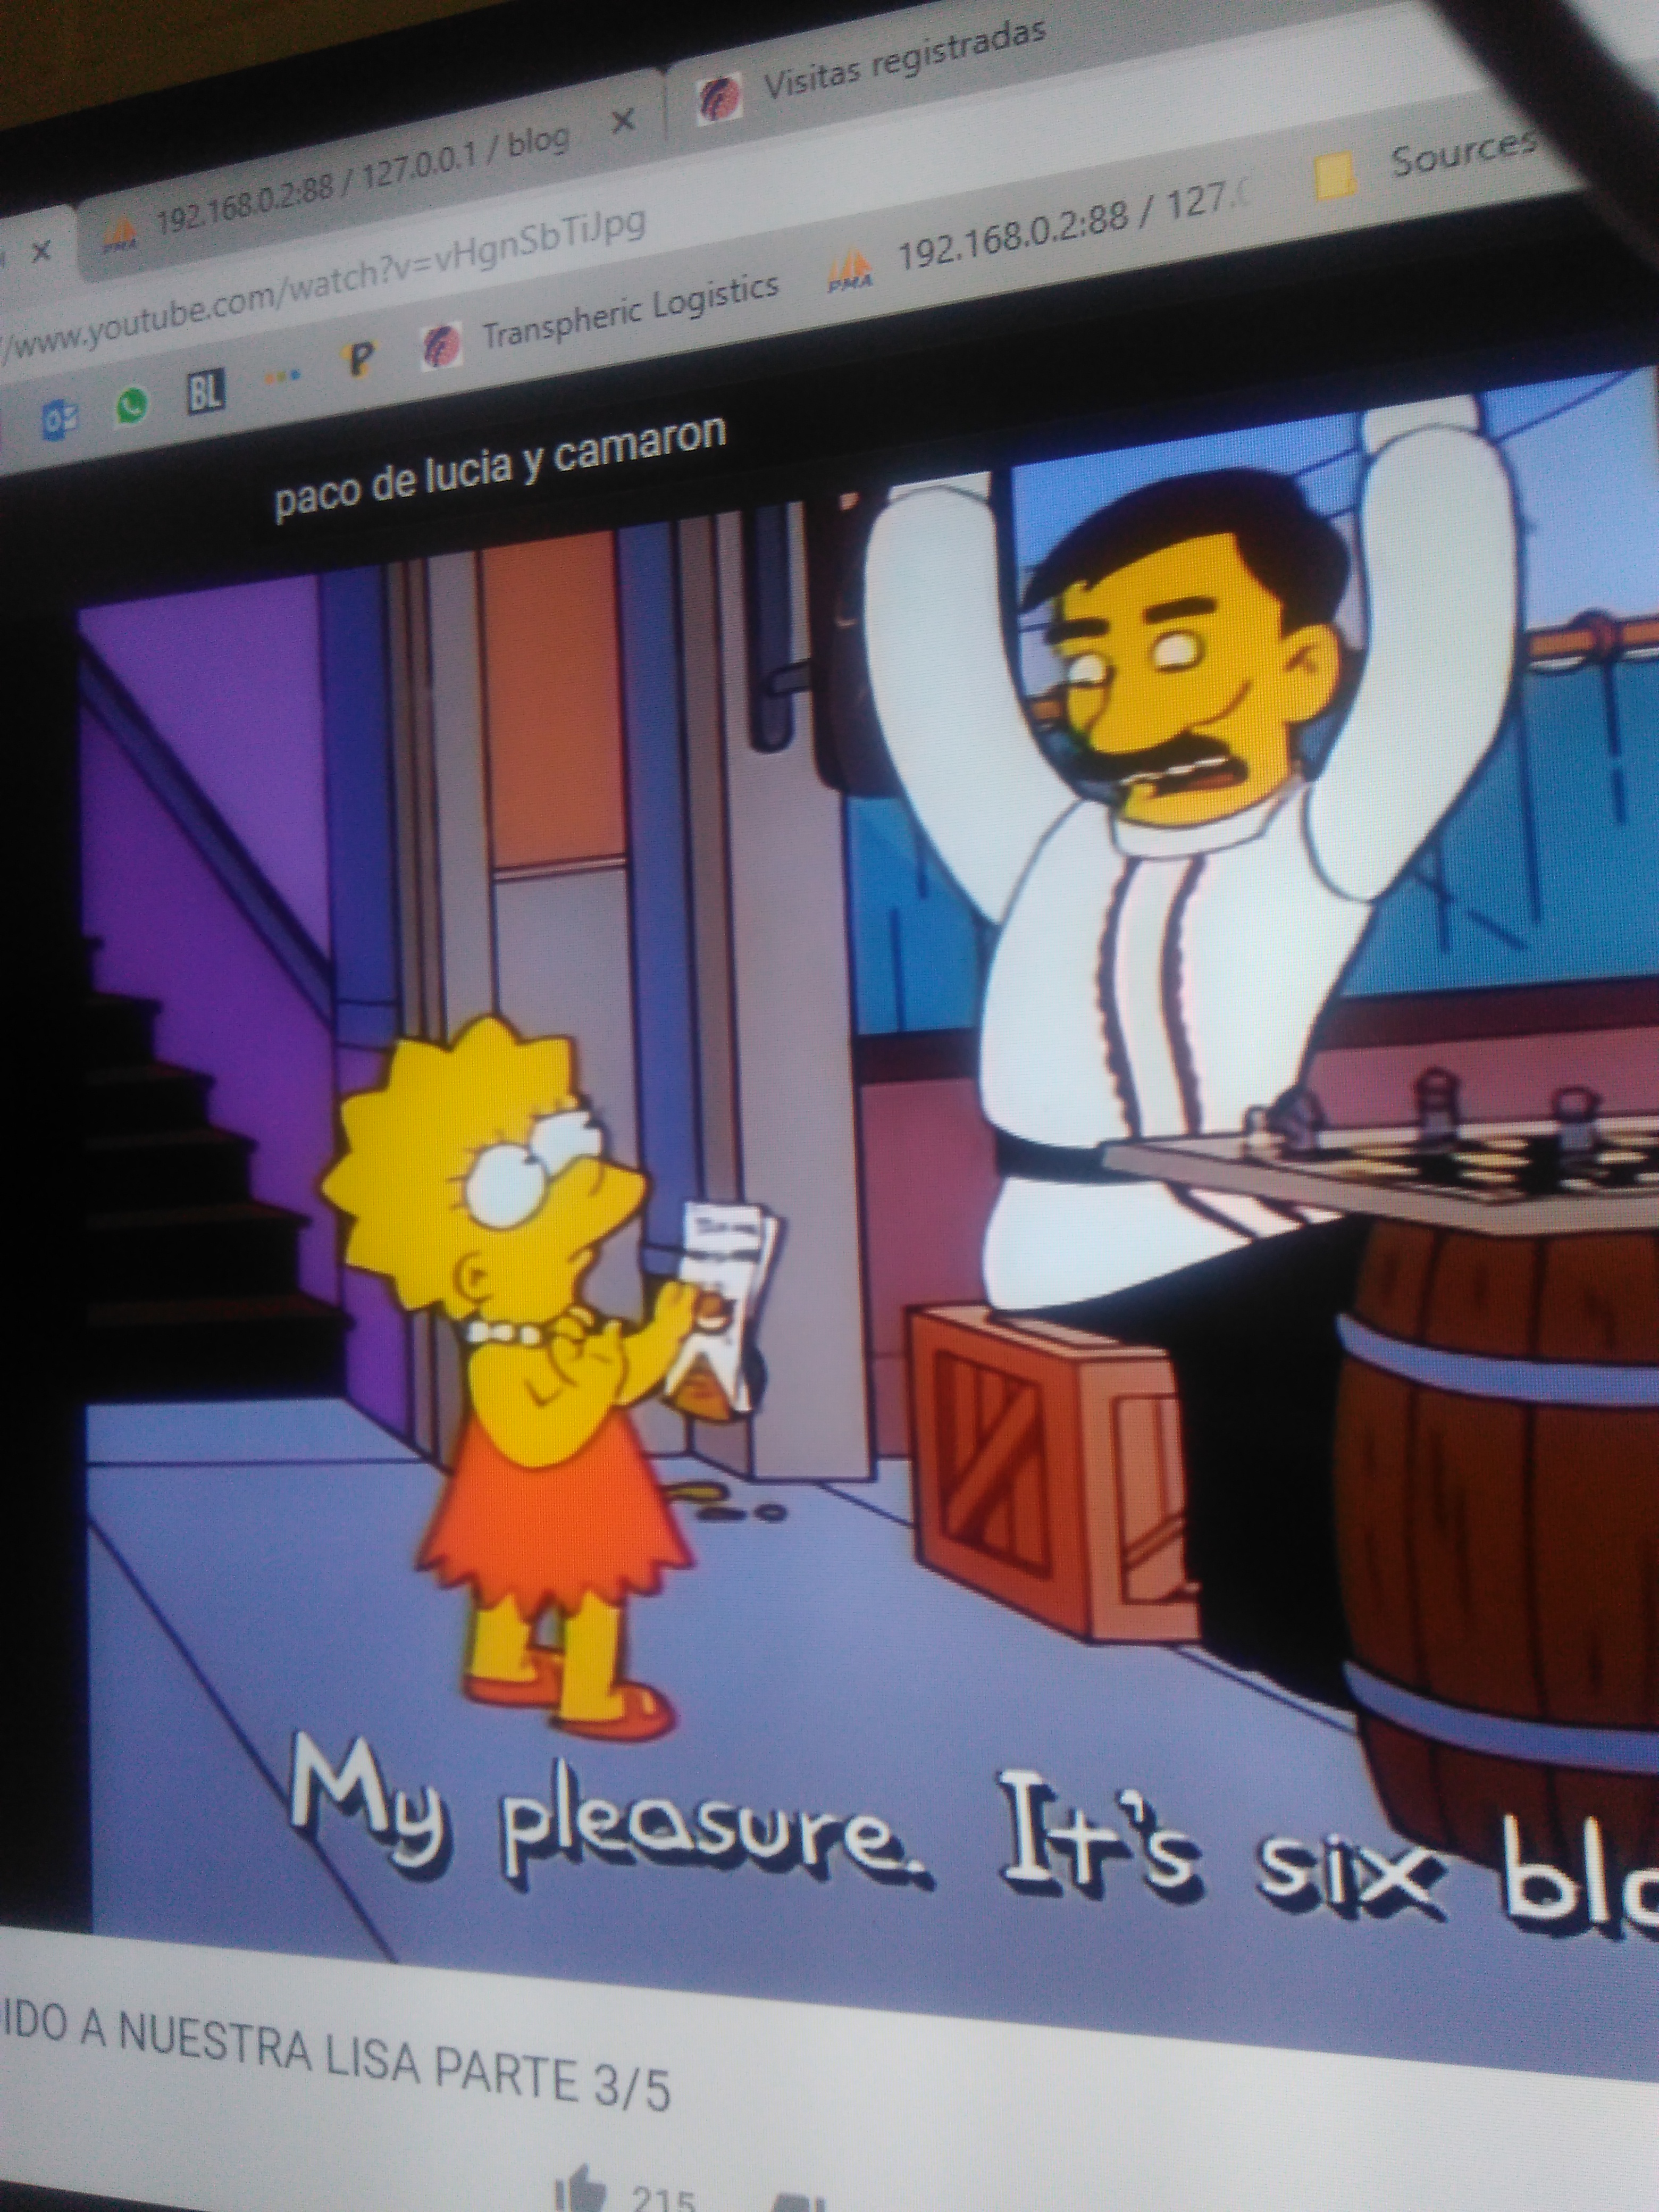 192.168.0.2:88 / 127.0.0.1 / blog
Visitas registradas
/www.youtube.com/watch?v=vHgnSbTiJpg
BL
P
Transpheric Logistics
PMA
192.168.0.2:88 / 127.
Sources
paco de lucia y camaron
My pleasure. It's six blo
IDO A NUESTRA LISA PARTE 3/5
215